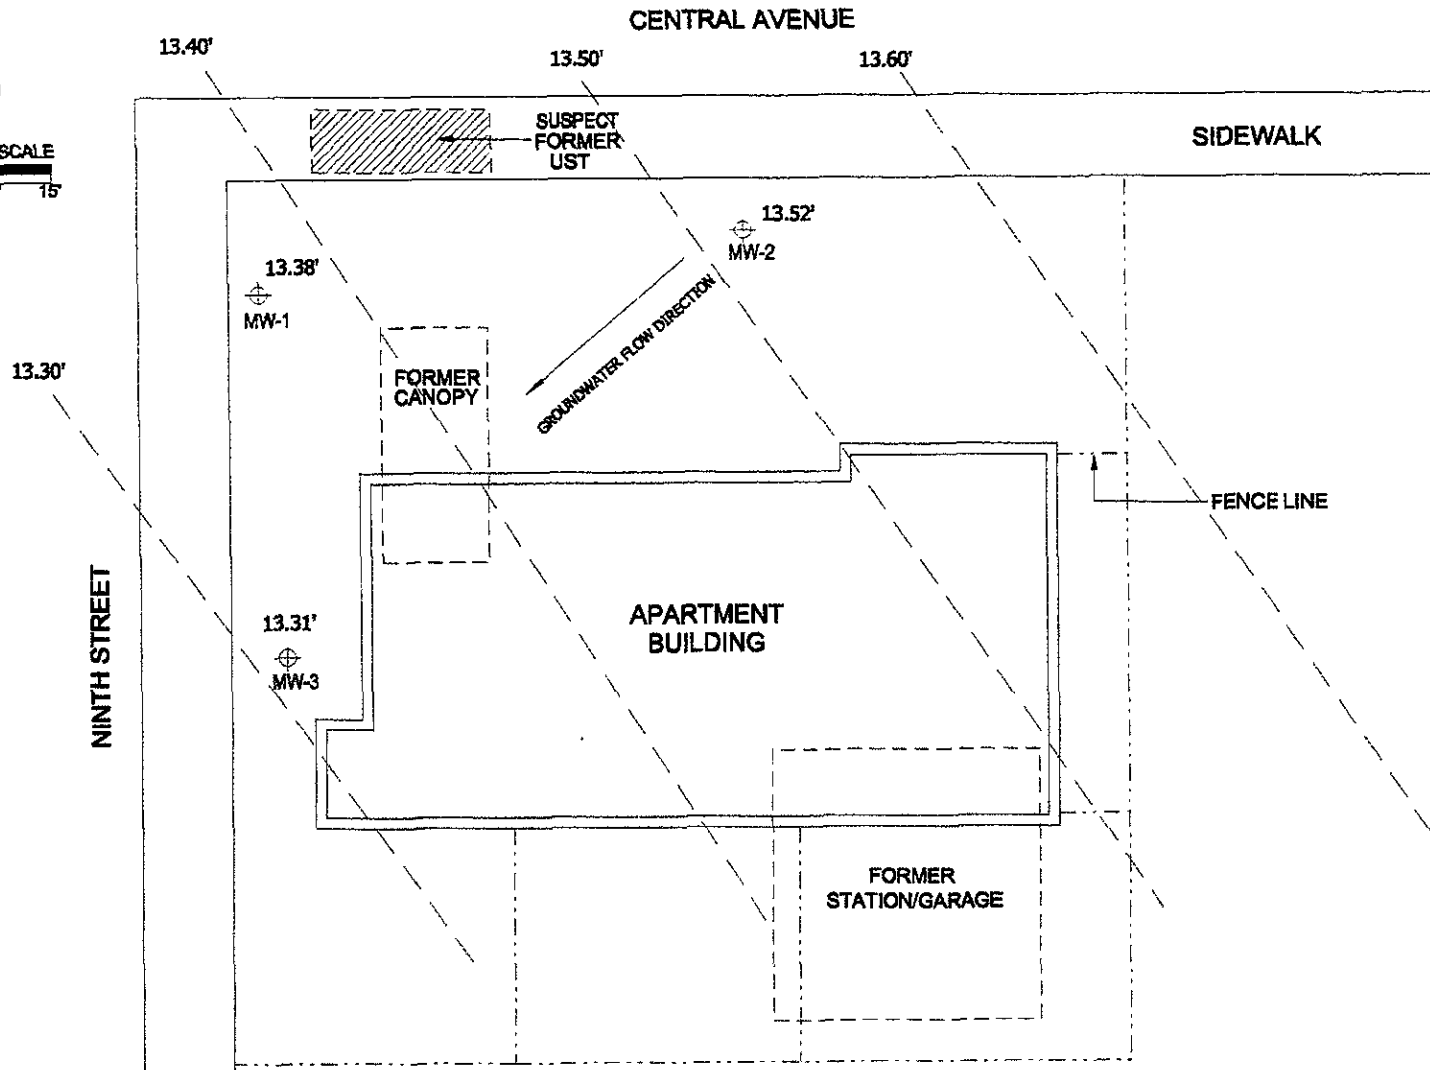 CENTRAL AVENUE
13.40'
13.50'
13.60'
SCALE
15'
SUSPECT
FORMER
UST
SIDEWALK
13.52'
MW-2
13.38'
MW-1
GROUNDWATER FLOW DIRECTION
13.30'
FORMER
CANOPY
FENCE LINE
NINTH STREET
13.31'
MW-3
APARTMENT
BUILDING
FORMER
STATION/GARAGE